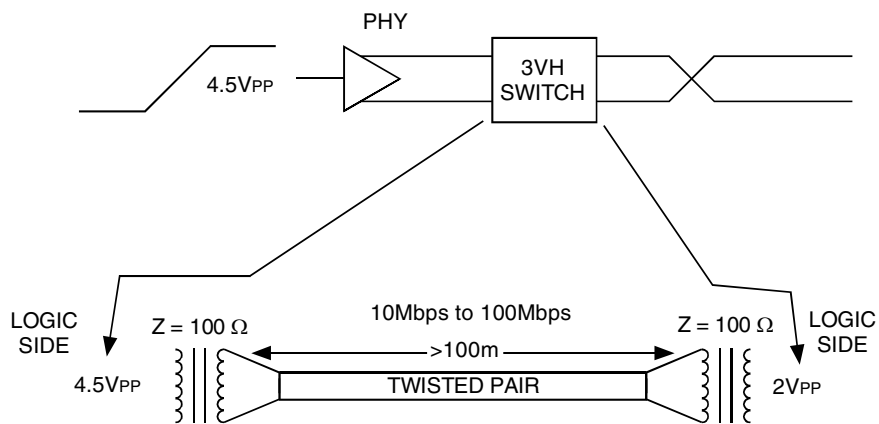 PHY
4.5VPP
3VH
SWITCH
LOGIC
SIDE
Z = 100 Ω
10Mbps to 100Mbps
Z = 100 Ω
LOGIC
SIDE
>100m
4.5VPP
TWISTED PAIR
2VPP